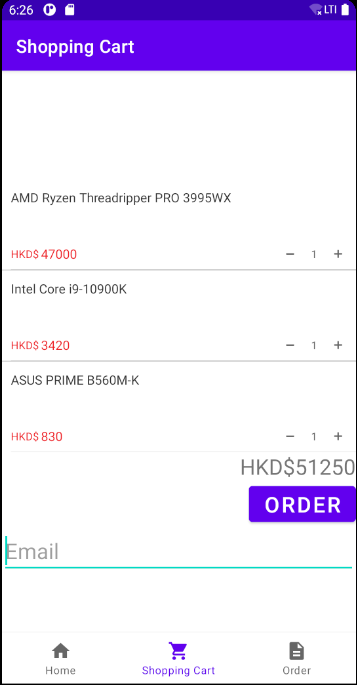 6:26 LTE
Shopping Cart
AMD Ryzen Threadripper PRO 3995WX
HKD$ 47000 − 1 +
Intel Core i9-10900K
HKD$ 3420 − 1 +
ASUS PRIME B560M-K
HKD$ 830 − 1 +
HKD$51250
ORDER
Email
Home Shopping Cart Order